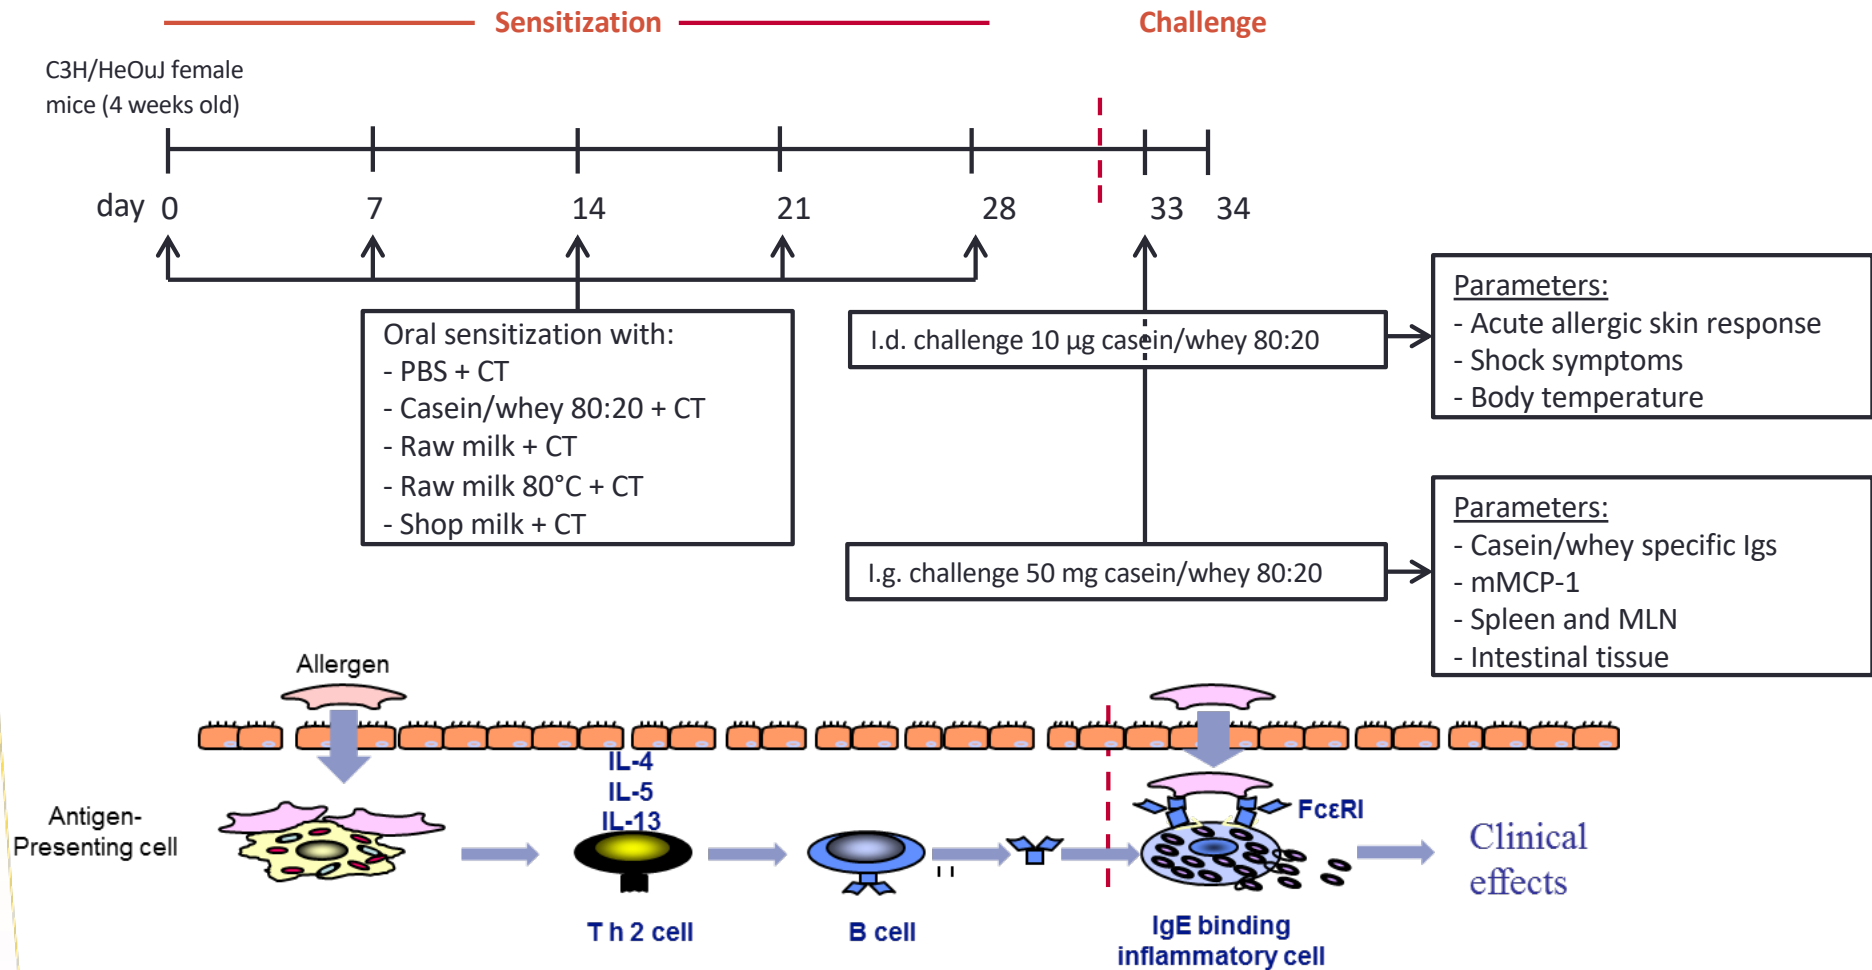 Sensitization
Challenge
C3H/HeOuJ female
mice (4 weeks old)
day 0 7 14 21 28 33 34
Oral sensitization with:
- PBS + CT
- Casein/whey 80:20 + CT
- Raw milk + CT
- Raw milk 80°C + CT
- Shop milk + CT
I.d. challenge 10 µg casein/whey 80:20
Parameters:
- Acute allergic skin response
- Shock symptoms
- Body temperature
I.g. challenge 50 mg casein/whey 80:20
Parameters:
- Casein/whey specific Igs
- mMCP-1
- Spleen and MLN
- Intestinal tissue
Allergen
IL-4
IL-5
IL-13
Antigen-
Presenting cell
Th 2 cell
B cell
FcεRI
IgE binding
inflammatory cell
Clinical
effects